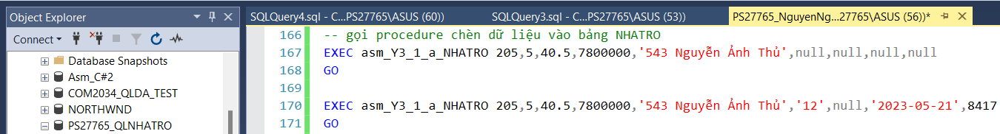 Object Explorer
Connect
Database Snapshots
Asm_C#2
COM2034_QLDA_TEST
NORTHWND
PS27765_QLNHATRO
SQLQuery4.sql - C...PS27765\ASUS (60))
SQLQuery3.sql - C...PS27765\ASUS (53))
PS27765_NguyenNg...27765\ASUS (56))*
166 -- gọi procedure chèn dữ liệu vào bảng NHATRO
167 EXEC asm_Y3_1_a_NHATRO 205,5,40.5,7800000,'543 Nguyễn Ảnh Thủ',null,null,null,null
168 GO
169
170 EXEC asm_Y3_1_a_NHATRO 205,5,40.5,7800000,'543 Nguyễn Ảnh Thủ','12',null,'2023-05-21',8417
171 GO